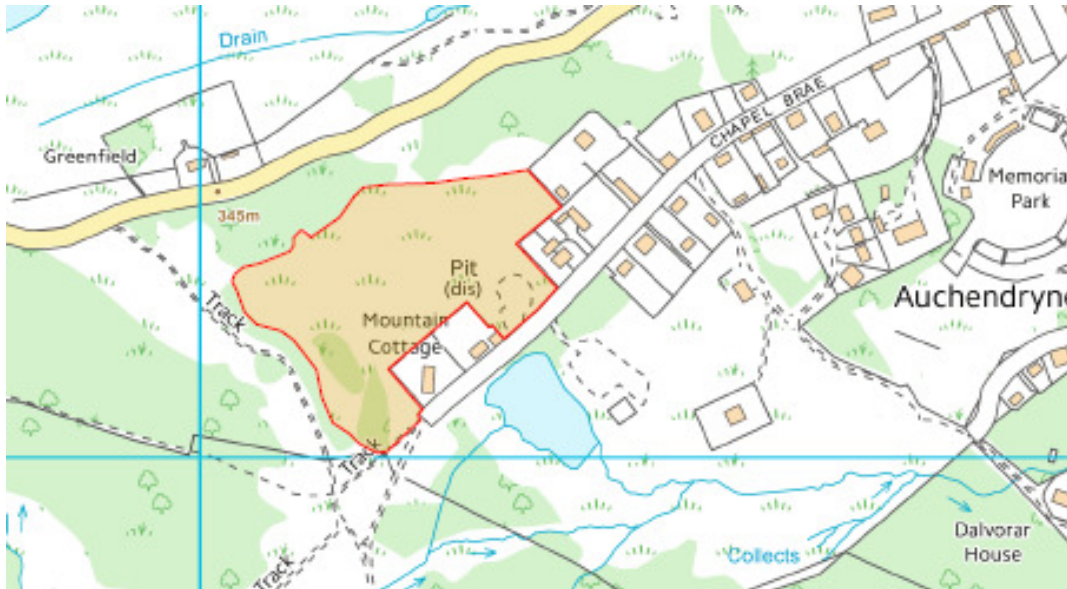 Drain
CHAPEL BRAE
Greenfield
345m
Memoria
Park
Pit
(dis)
Track
Mountain
Cottage
Auchendryne
Track
Track
Collects
Dalvorar
House